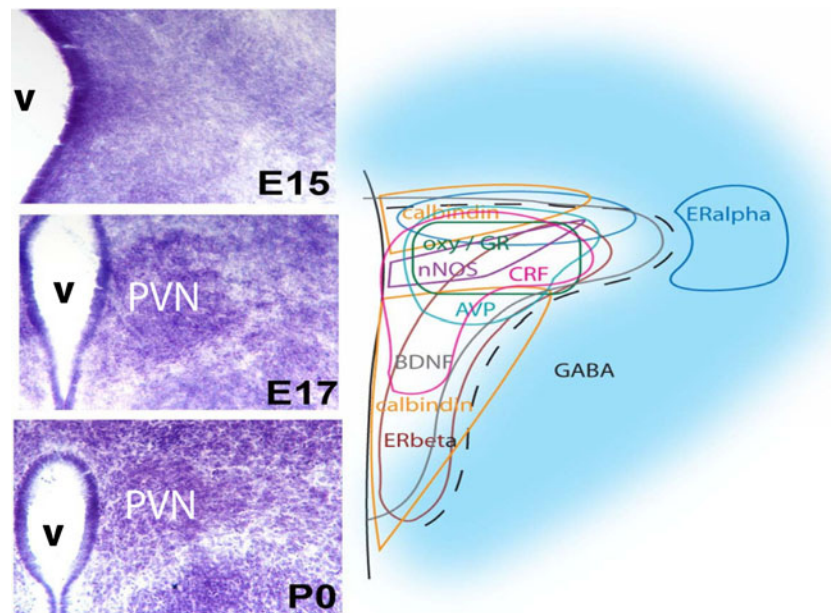 V
E15
V
PVN
E17
PVN
V
P0
calbindin
ERalpha
oxy / GR
nNOS
CRF
AVP
BDNF
GABA
calbindin
ERbeta